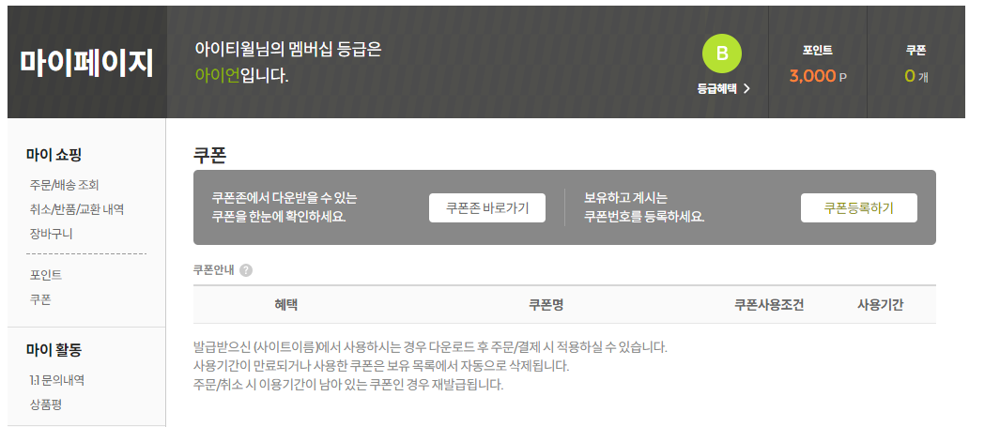 마이페이지
아이티윌님의 멤버십 등급은
아이언입니다.
B
등급혜택 >
포인트
3,000 P
쿠폰
0 개
마이 쇼핑
주문/배송 조회
취소/반품/교환 내역
장바구니
포인트
쿠폰
마이 활동
1:1 문의내역
상품평
쿠폰
쿠폰존에서 다운받을 수 있는
쿠폰을 한눈에 확인하세요.
쿠폰존 바로가기
보유하고 계시는
쿠폰번호를 등록하세요.
쿠폰등록하기
쿠폰안내 ?
혜택 쿠폰명 쿠폰사용조건 사용기간
발급받으신 (사이트이름)에서 사용하시는 경우 다운로드 후 주문/결제 시 적용하실 수 있습니다.
사용기간이 만료되거나 사용한 쿠폰은 보유 목록에서 자동으로 삭제됩니다.
주문/취소 시 이용기간이 남아 있는 쿠폰인 경우 재발급됩니다.